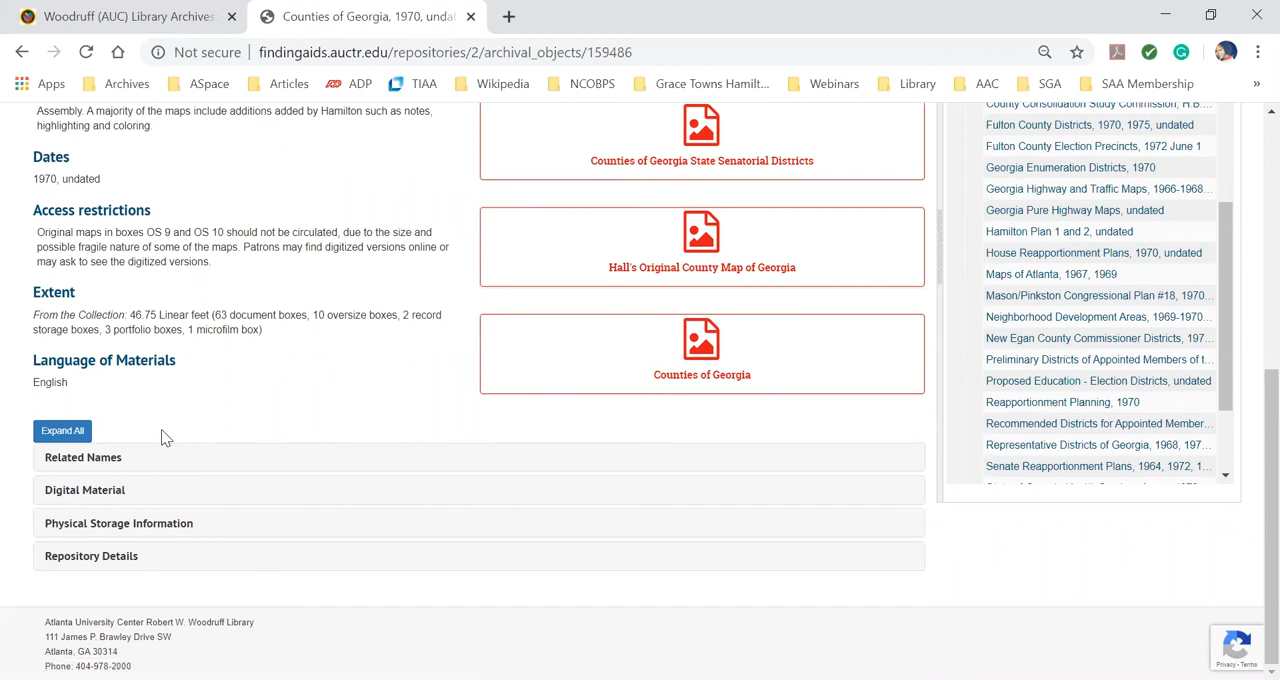 Woodruff (AUC) Library Archives:
Counties of Georgia, 1970, undat
Not secure
findingaids.auctr.edu/repositories/2/archival_objects/159486
Apps
Archives
ASpace
Articles
ADP
TIAA
Wikipedia
NCOBPS
Grace Towns Hamilt...
Webinars
Library
AAC
SGA
SAA Membership
»
Assembly. A majority of the maps include additions added by Hamilton such as notes,
highlighting and coloring.
Dates
1970, undated
Access restrictions
Original maps in boxes OS 9 and OS 10 should not be circulated, due to the size and
possible fragile nature of some of the maps. Patrons may find digitized versions online or
may ask to see the digitized versions.
Extent
From the Collection: 46.75 Linear feet (63 document boxes, 10 oversize boxes, 2 record
storage boxes, 3 portfolio boxes, 1 microfilm box)
Language of Materials
English
Counties of Georgia State Senatorial Districts
Hall's Original County Map of Georgia
Counties of Georgia
County Consolidation Study Commission, H.B....
Fulton County Districts, 1970, 1975, undated
Fulton County Election Precincts, 1972 June 1
Georgia Enumeration Districts, 1970
Georgia Highway and Traffic Maps, 1966-1968...
Georgia Pure Highway Maps, undated
Hamilton Plan 1 and 2, undated
House Reapportionment Plans, 1970, undated
Maps of Atlanta, 1967, 1969
Mason/Pinkston Congressional Plan #18, 1970...
Neighborhood Development Areas, 1969-1970...
New Egan County Commissioner Districts, 197...
Preliminary Districts of Appointed Members of t...
Proposed Education - Election Districts, undated
Reapportionment Planning, 1970
Recommended Districts for Appointed Member...
Representative Districts of Georgia, 1968, 197...
Senate Reapportionment Plans, 1964, 1972, 1...
Expand All
Related Names
Digital Material
Physical Storage Information
Repository Details
Atlanta University Center Robert W. Woodruff Library
111 James P. Brawley Drive SW
Atlanta, GA 30314
Phone: 404-978-2000
Privacy - Terms